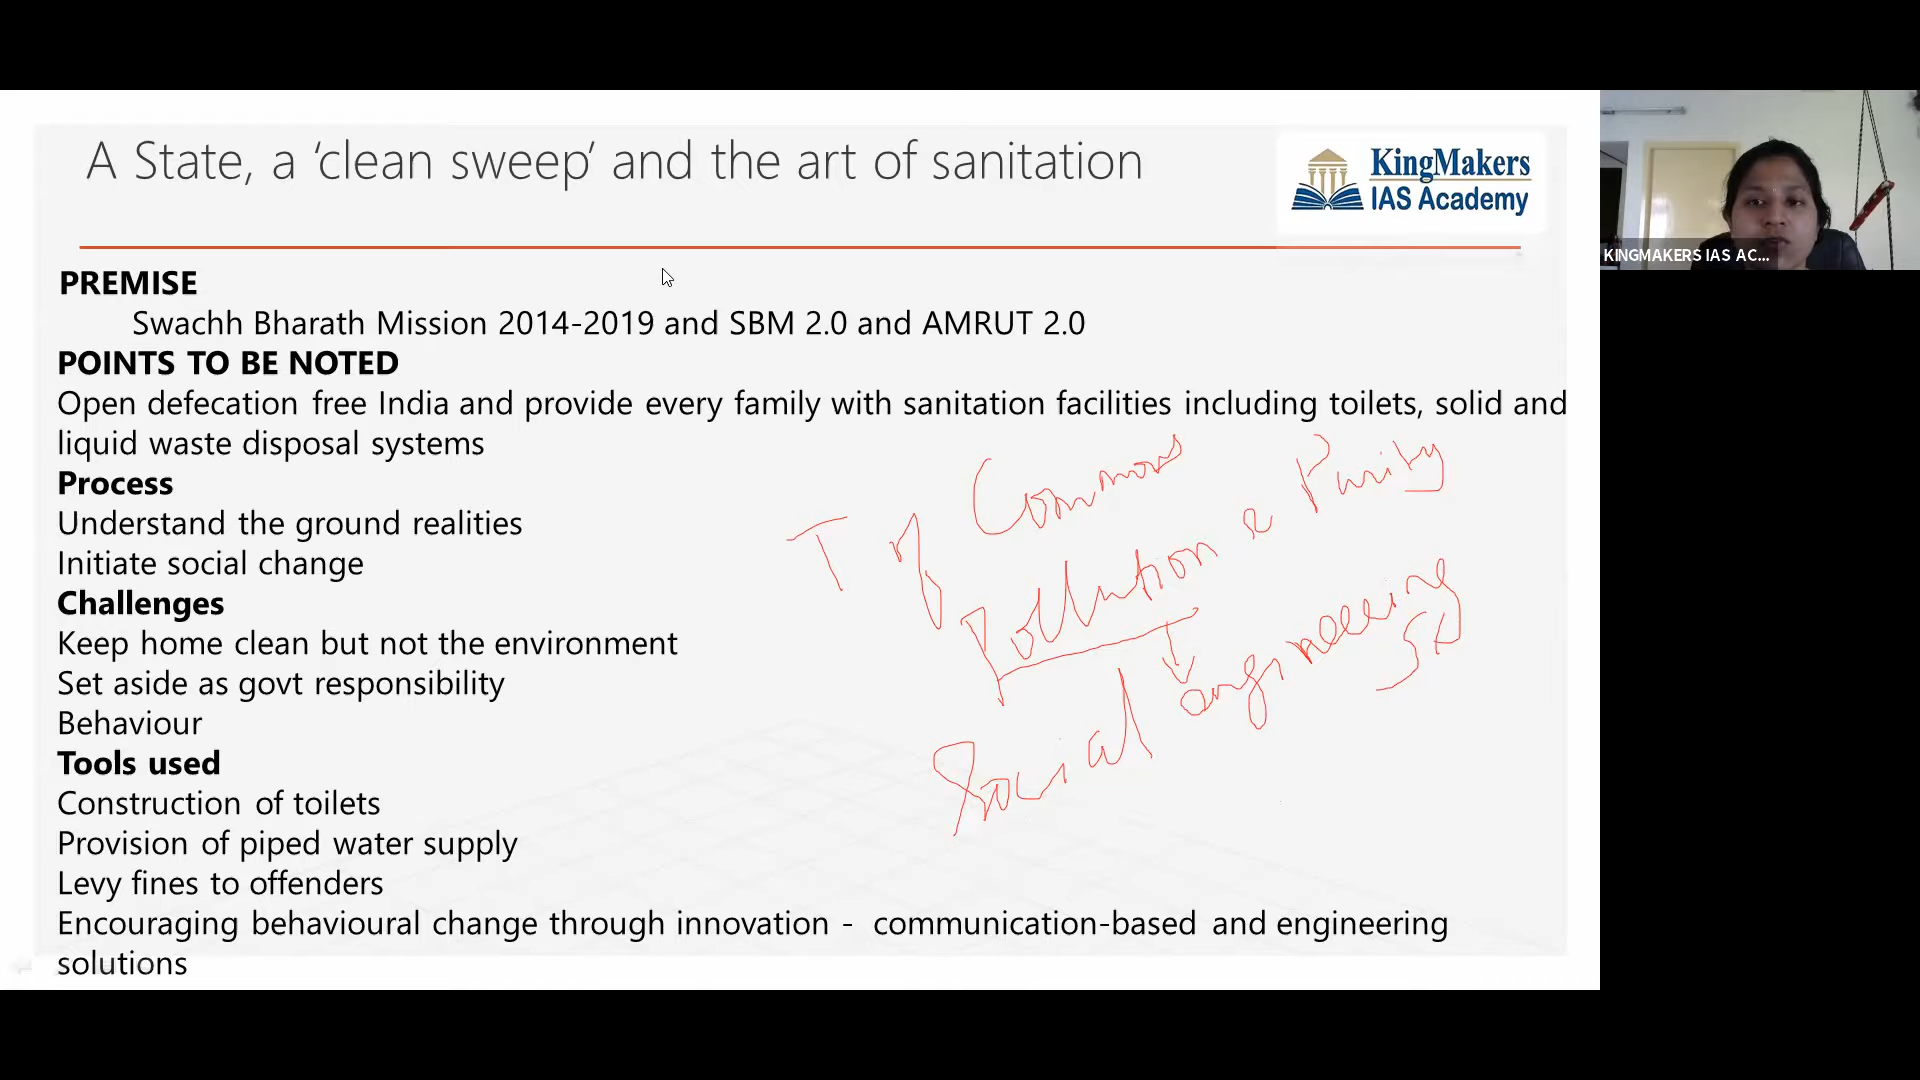 A State, a ‘clean sweep’ and the art of sanitation
KingMakers
IAS Academy
KINGMAKERS IAS AC...
PREMISE
Swachh Bharath Mission 2014-2019 and SBM 2.0 and AMRUT 2.0
POINTS TO BE NOTED
Open defecation free India and provide every family with sanitation facilities including toilets, solid and
liquid waste disposal systems
Process
Understand the ground realities
Initiate social change
Challenges
Keep home clean but not the environment
Set aside as govt responsibility
Behaviour
Tools used
Construction of toilets
Provision of piped water supply
Levy fines to offenders
Encouraging behavioural change through innovation - communication-based and engineering
solutions
T of Commons
Pollution & Purity
Social engineering